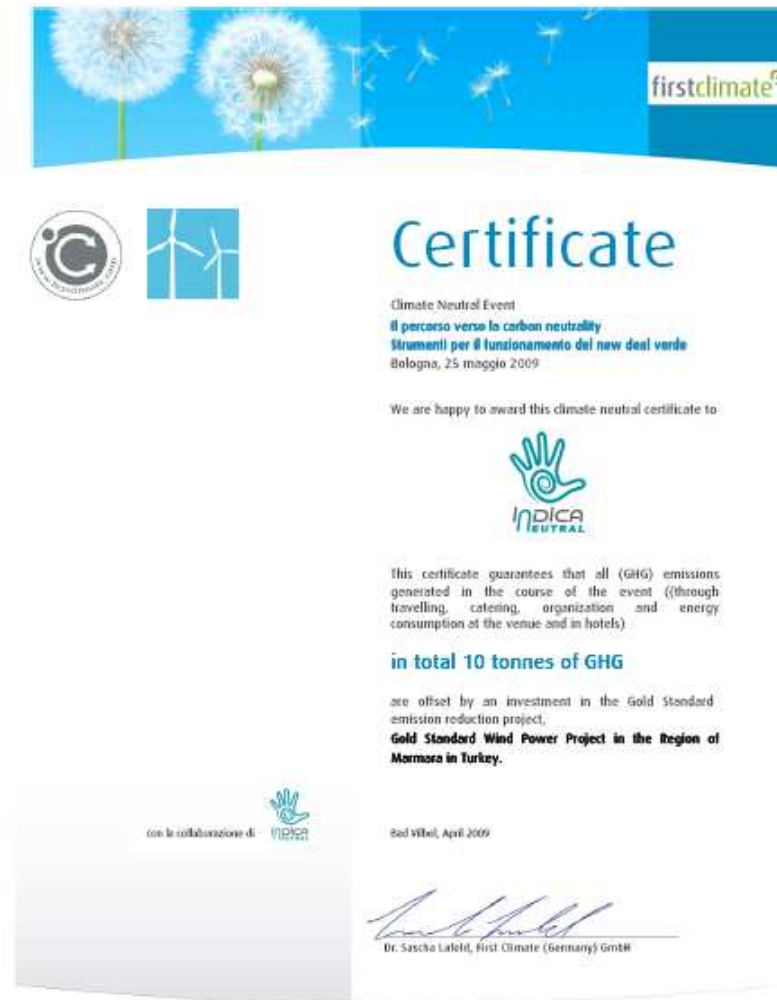 firstclimate
Certificate
Climate Neutral Event
Il percorso verso la carbon neutrality
Strumenti per il funzionamento del new deal verde
Bologna, 25 maggio 2009
We are happy to award this climate neutral certificate to
INDICA
NEUTRAL
This certificate guarantees that all (GHG) emissions
generated in the course of the event ((through
travelling, catering, organization and energy
consumption at the venue and in hotels)
in total 10 tonnes of GHG
are offset by an investment in the Gold Standard
emission reduction project,
Gold Standard Wind Power Project in the Region of
Marmara in Turkey.
con la collaborazione di
INDICA
NEUTRAL
Bad Vilbel, April 2009
Dr. Sascha Lafeld, First Climate (Germany) GmbH